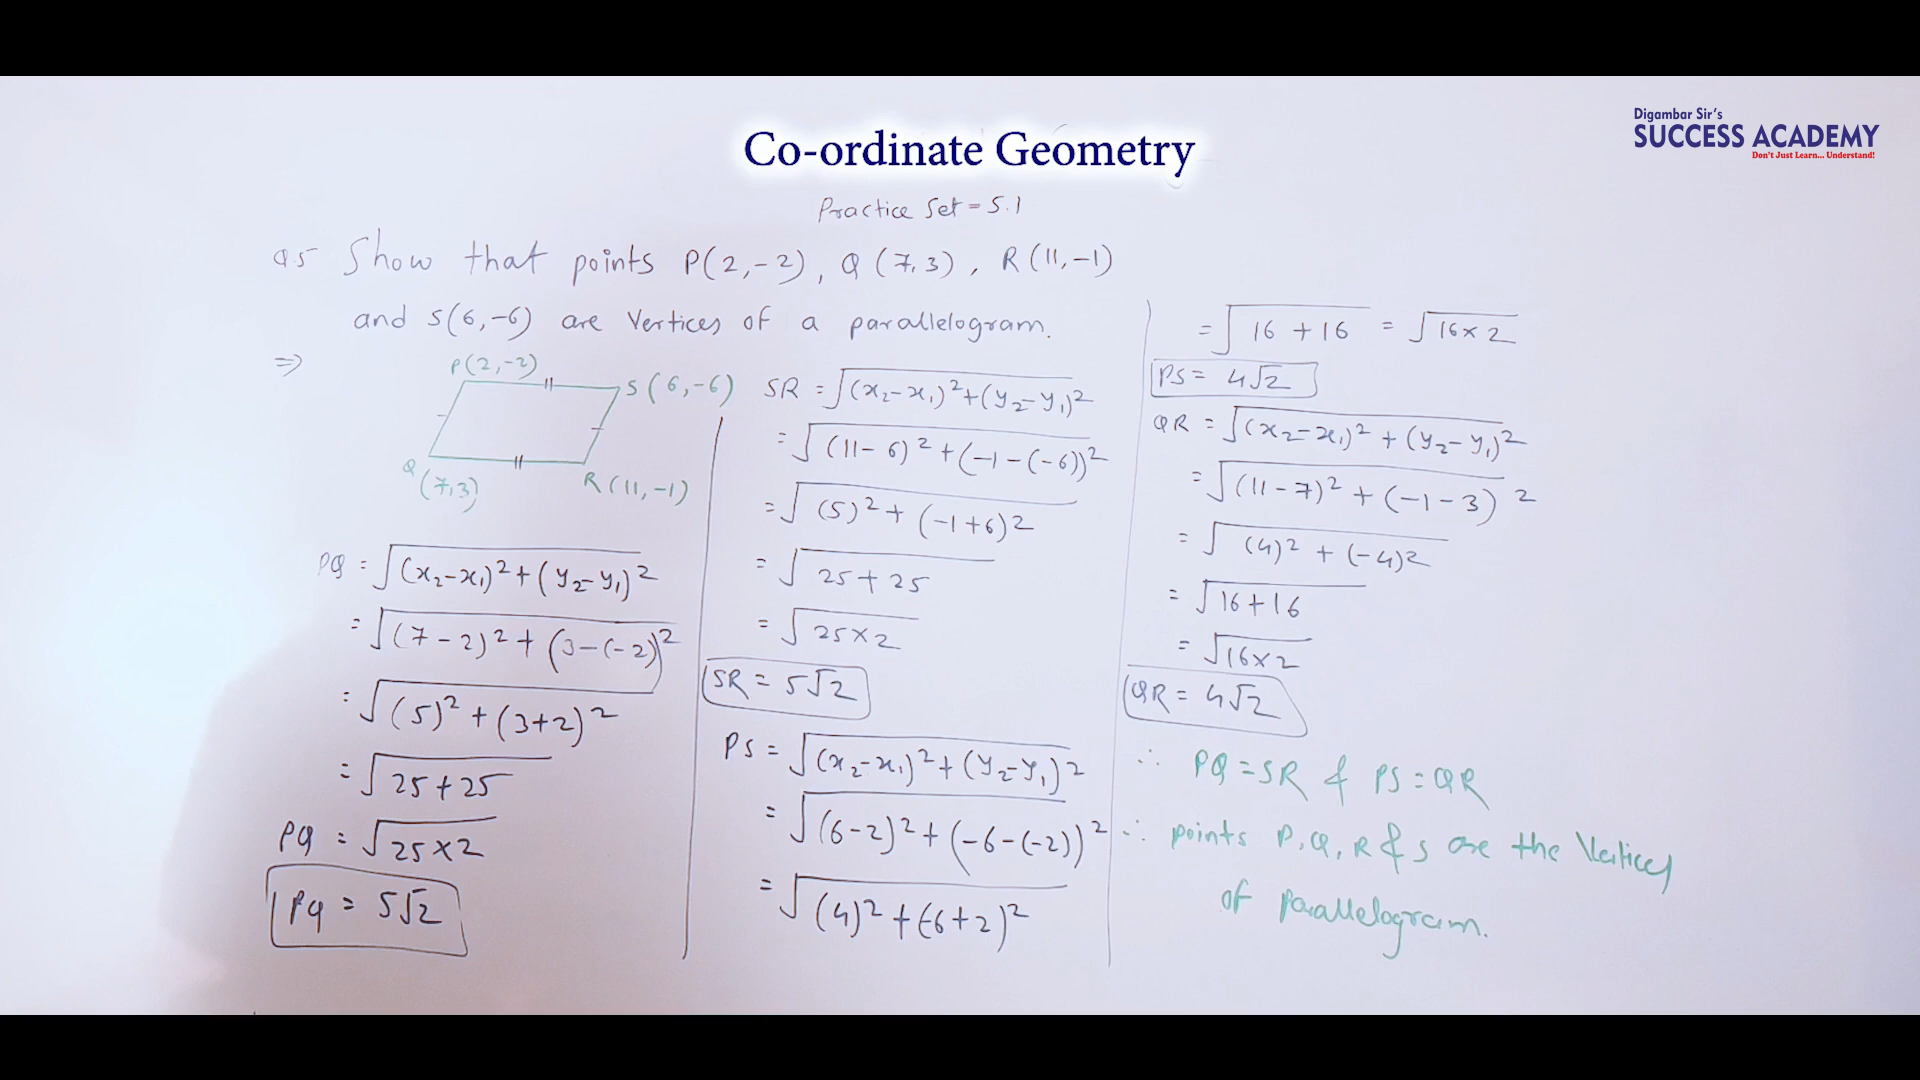 Digambar Sir's
SUCCESS ACADEMY
Don't Just Learn... Understand!
Co-ordinate Geometry
Practice Set = 5.1
Q5 Show that points P(2,-2), Q(7,3), R(11,-1)
and S(6,-6) are Vertices of a parallelogram.
⇒
P(2,-2)
S(6,-6)
Q(7,3)
R(11,-1)
PQ = √(x₂-x₁)² + (y₂-y₁)²
= √(7-2)² + (3-(-2))²
= √(5)² + (3+2)²
= √25+25
PQ = √25×2
PQ = 5√2
SR = √(x₂-x₁)² + (y₂-y₁)²
= √(11-6)² + (-1-(-6))²
= √(5)² + (-1+6)²
= √25+25
= √25×2
SR = 5√2
PS = √(x₂-x₁)² + (y₂-y₁)²
= √(6-2)² + (-6-(-2))²
= √(4)² + (-6+2)²
= √16+16 = √16×2
PS = 4√2
QR = √(x₂-x₁)² + (y₂-y₁)²
= √(11-7)² + (-1-3)²
= √(4)² + (-4)²
= √16+16
= √16×2
QR = 4√2
∴ PQ = SR & PS = QR
∴ points P, Q, R & S are the Vertices
of parallelogram.